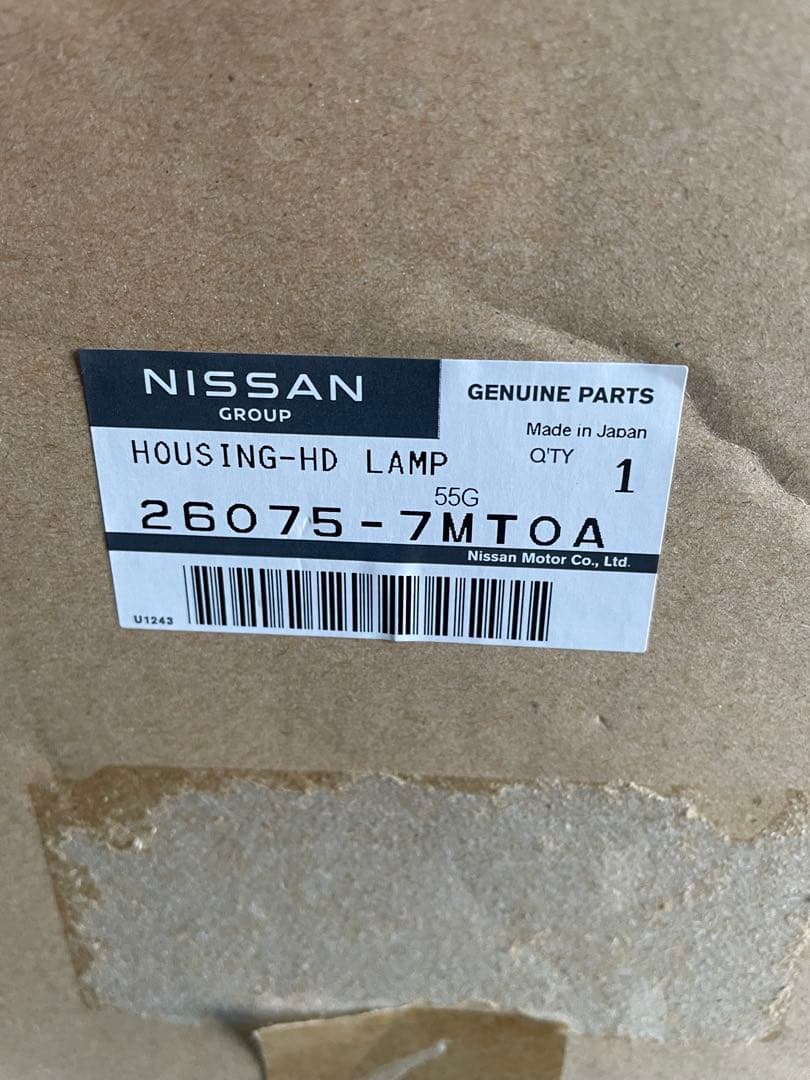 NISSAN
GROUP
GENUINE PARTS
Made in Japan
HOUSING-HD LAMP
Q'TY 1
55G
26075-7MT0A
Nissan Motor Co., Ltd.
U1243